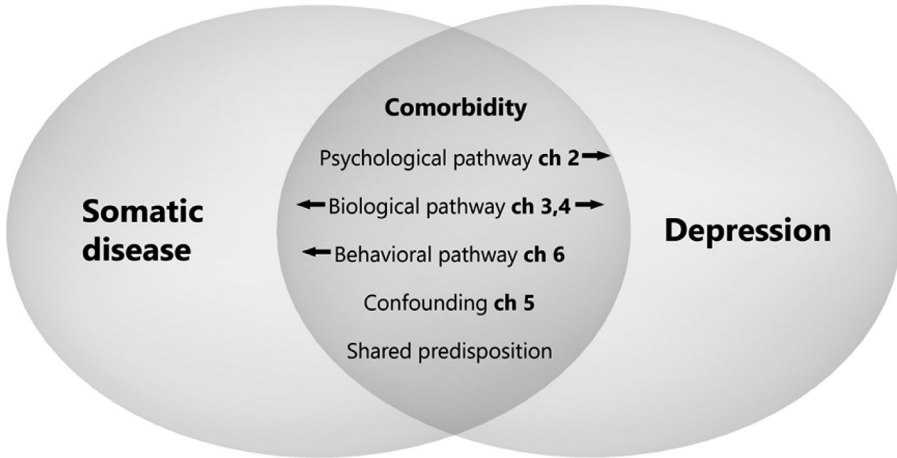 Somatic
disease
Comorbidity
Psychological pathway ch 2
Biological pathway ch 3,4
Behavioral pathway ch 6
Confounding ch 5
Shared predisposition
Depression